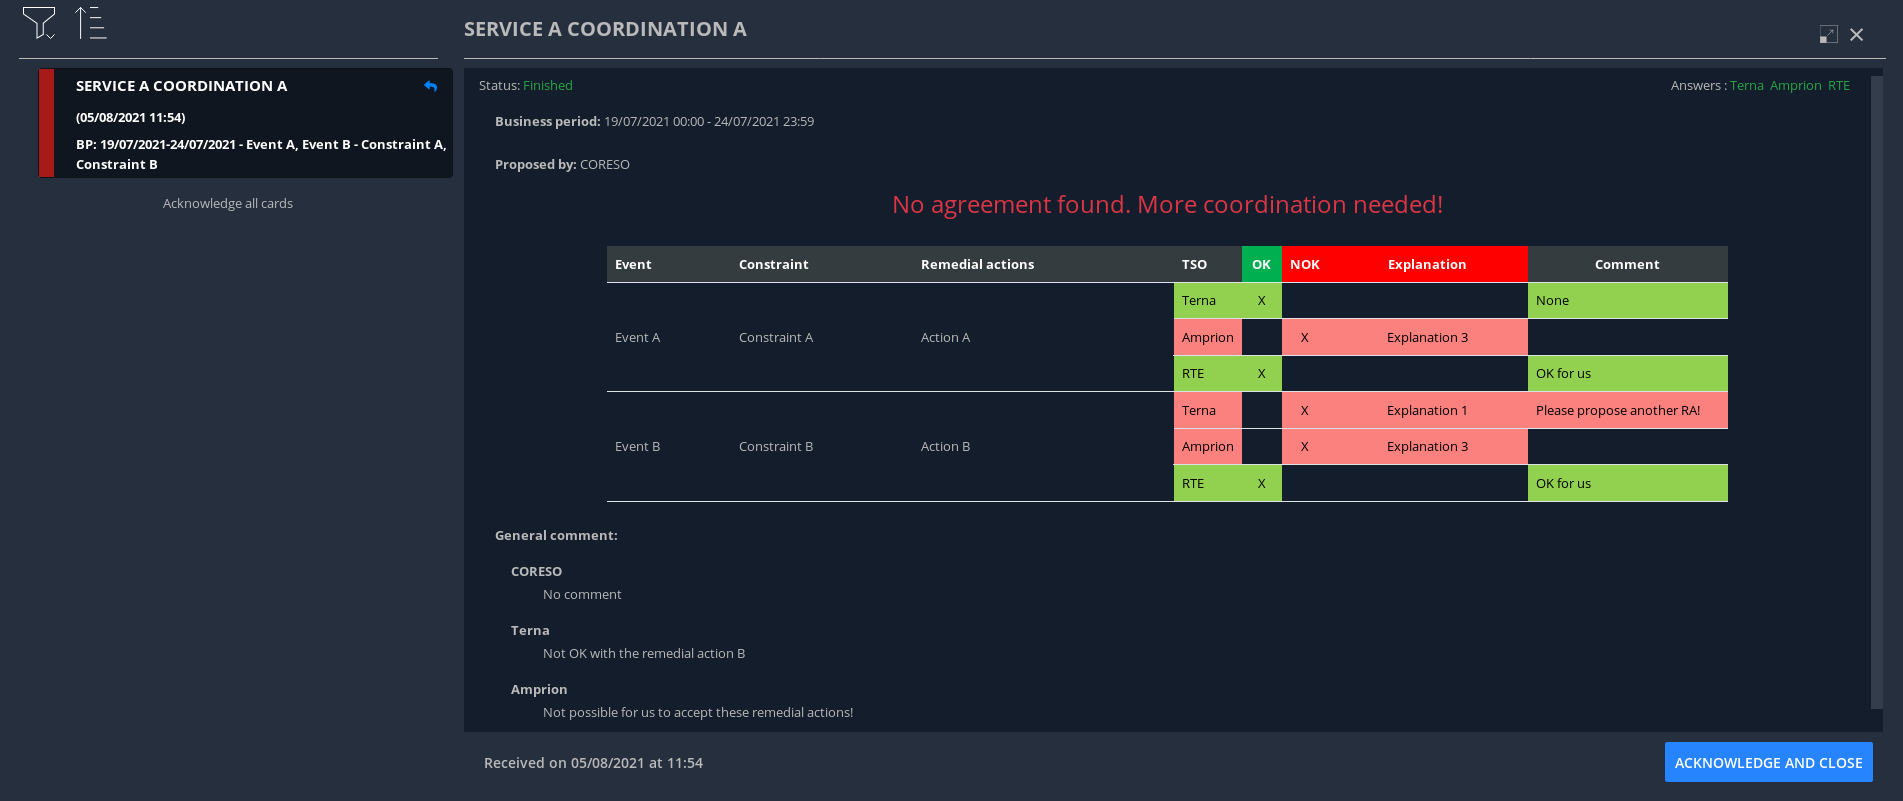 SERVICE A COORDINATION A
SERVICE A COORDINATION A
(05/08/2021 11:54)
BP: 19/07/2021-24/07/2021 - Event A, Event B - Constraint A,
Constraint B
Acknowledge all cards
Status: Finished
Answers : Terna Amprion RTE
Business period: 19/07/2021 00:00 - 24/07/2021 23:59
Proposed by: CORESO
No agreement found. More coordination needed!
Event Constraint Remedial actions TSO OK NOK Explanation Comment
Terna X None
Event A Constraint A Action A Amprion X Explanation 3
RTE X OK for us
Terna X Explanation 1 Please propose another RA!
Event B Constraint B Action B Amprion X Explanation 3
RTE X OK for us
General comment:
CORESO
No comment
Terna
Not OK with the remedial action B
Amprion
Not possible for us to accept these remedial actions!
Received on 05/08/2021 at 11:54
ACKNOWLEDGE AND CLOSE